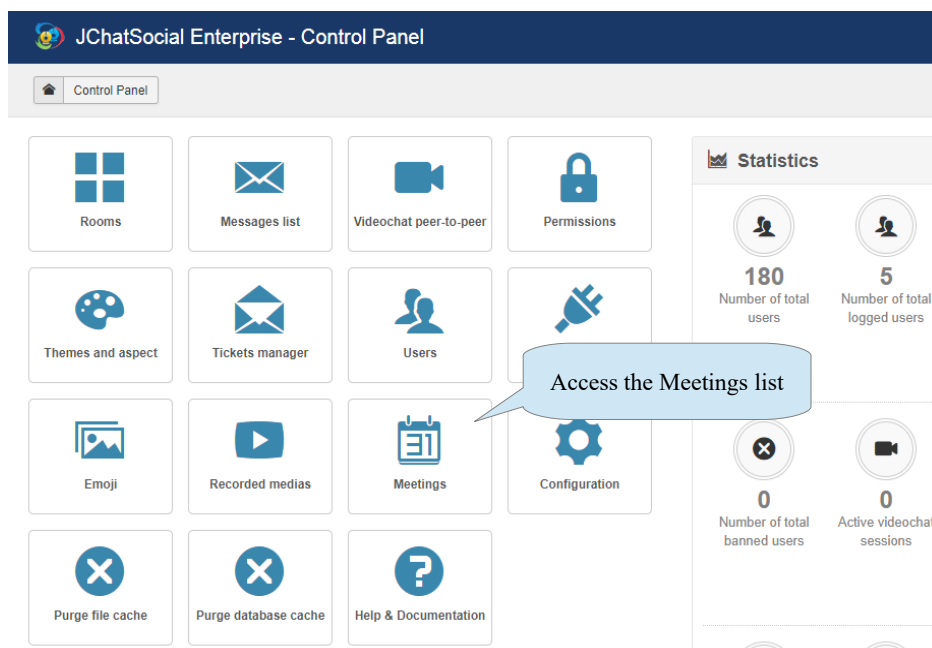 JChatSocial Enterprise - Control Panel
Control Panel
Rooms
Messages list
Videochat peer-to-peer
Permissions
Themes and aspect
Tickets manager
Users
Access the Meetings list
Emoji
Recorded medias
31
Meetings
Configuration
Purge file cache
Purge database cache
Help & Documentation
Statistics
180
Number of total
users
5
Number of total
logged users
0
Number of total
banned users
0
Active videochat
sessions